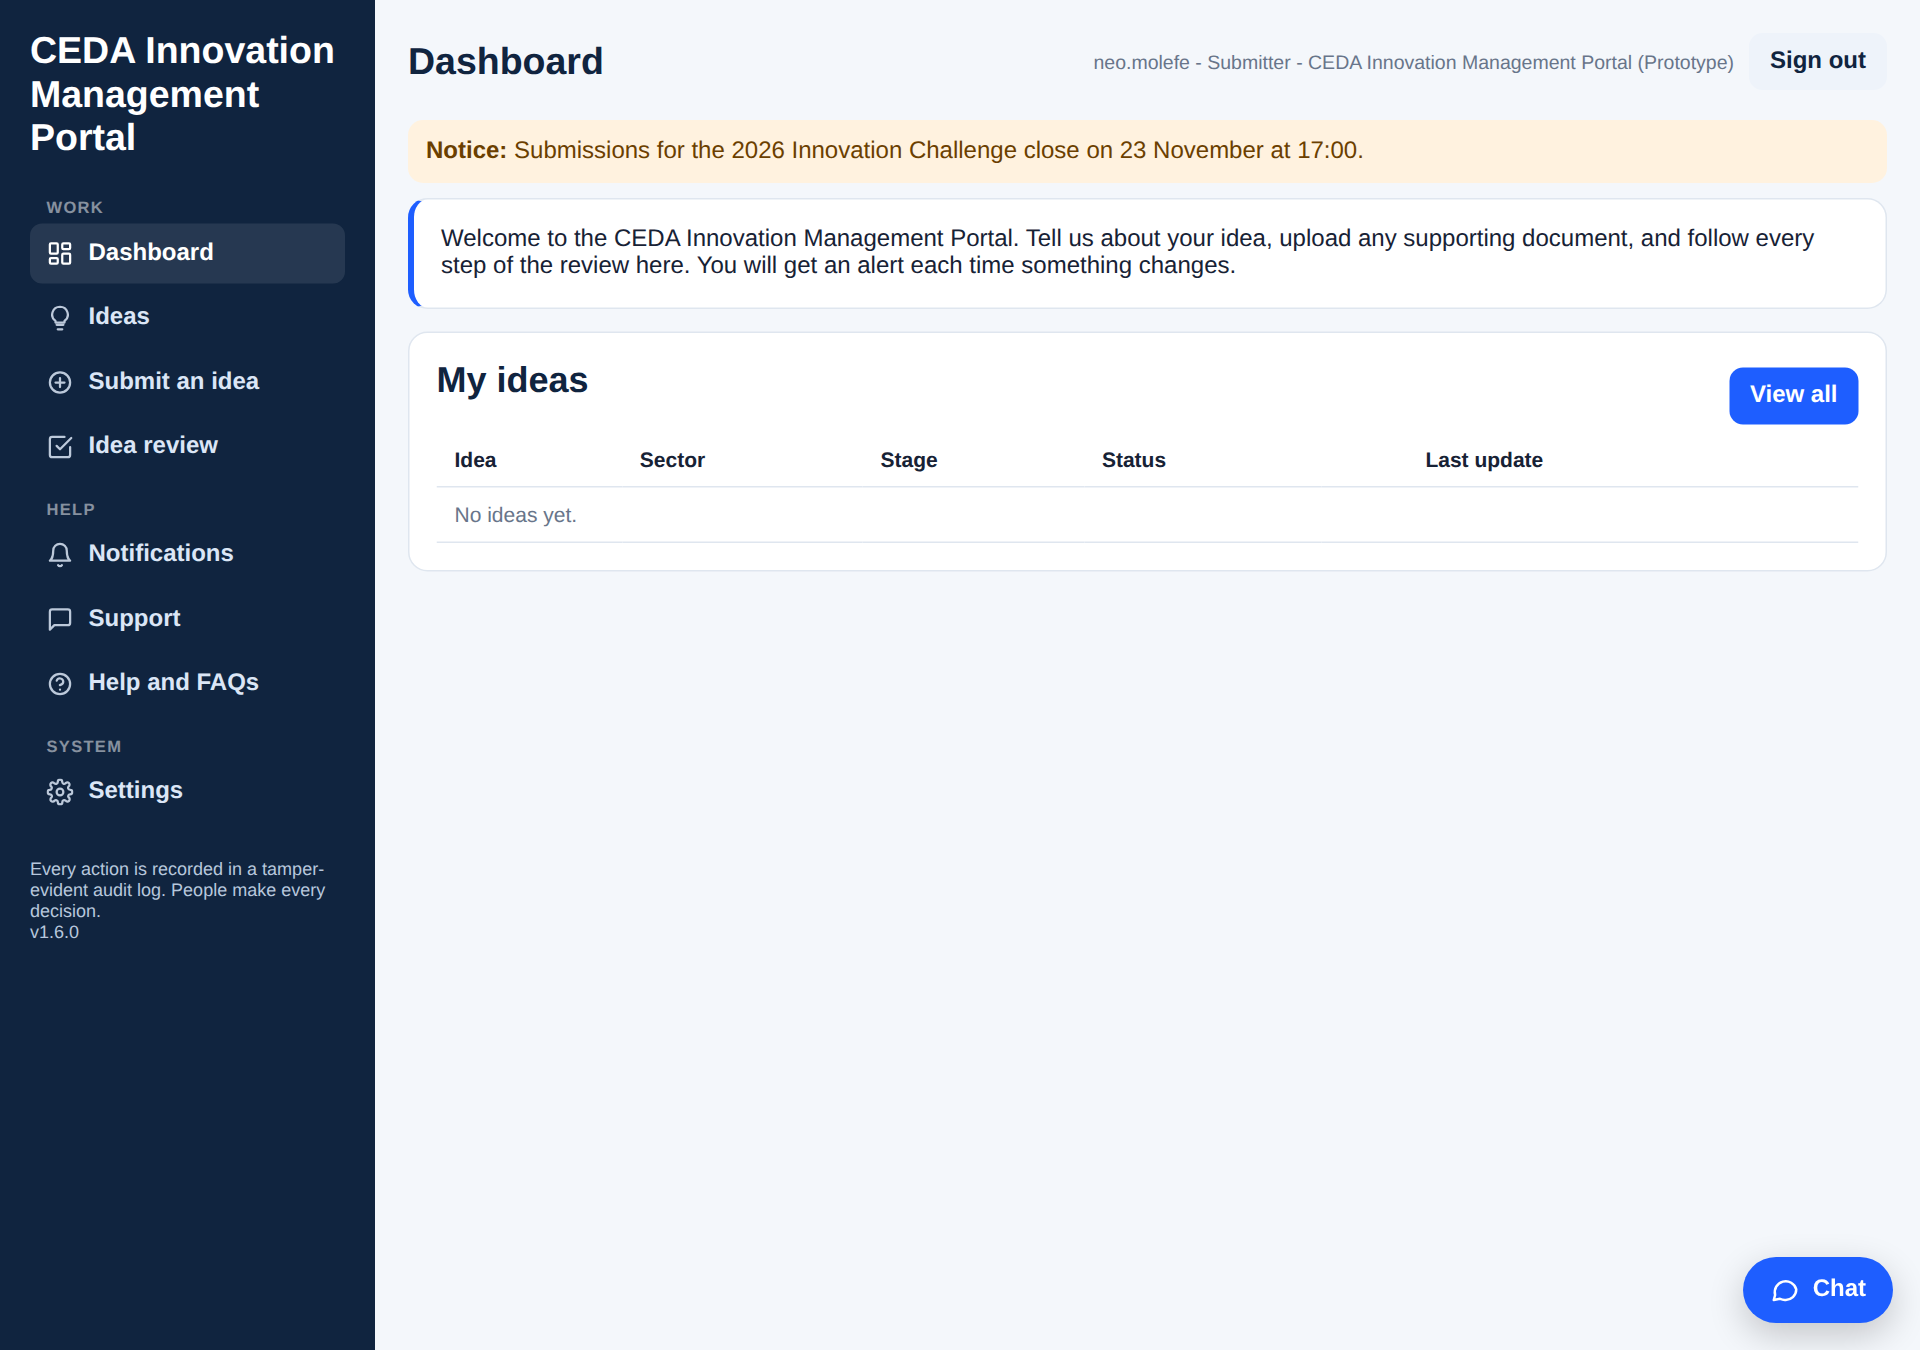 CEDA Innovation
Management
Portal
WORK
Dashboard
Ideas
Submit an idea
Idea review
HELP
Notifications
Support
Help and FAQs
SYSTEM
Settings
Every action is recorded in a tamper-
evident audit log. People make every
decision.
v1.6.0
Dashboard
neo.molefe - Submitter - CEDA Innovation Management Portal (Prototype)
Sign out
Notice: Submissions for the 2026 Innovation Challenge close on 23 November at 17:00.
Welcome to the CEDA Innovation Management Portal. Tell us about your idea, upload any supporting document, and follow every
step of the review here. You will get an alert each time something changes.
My ideas
View all
Idea Sector Stage Status Last update
No ideas yet.
Chat